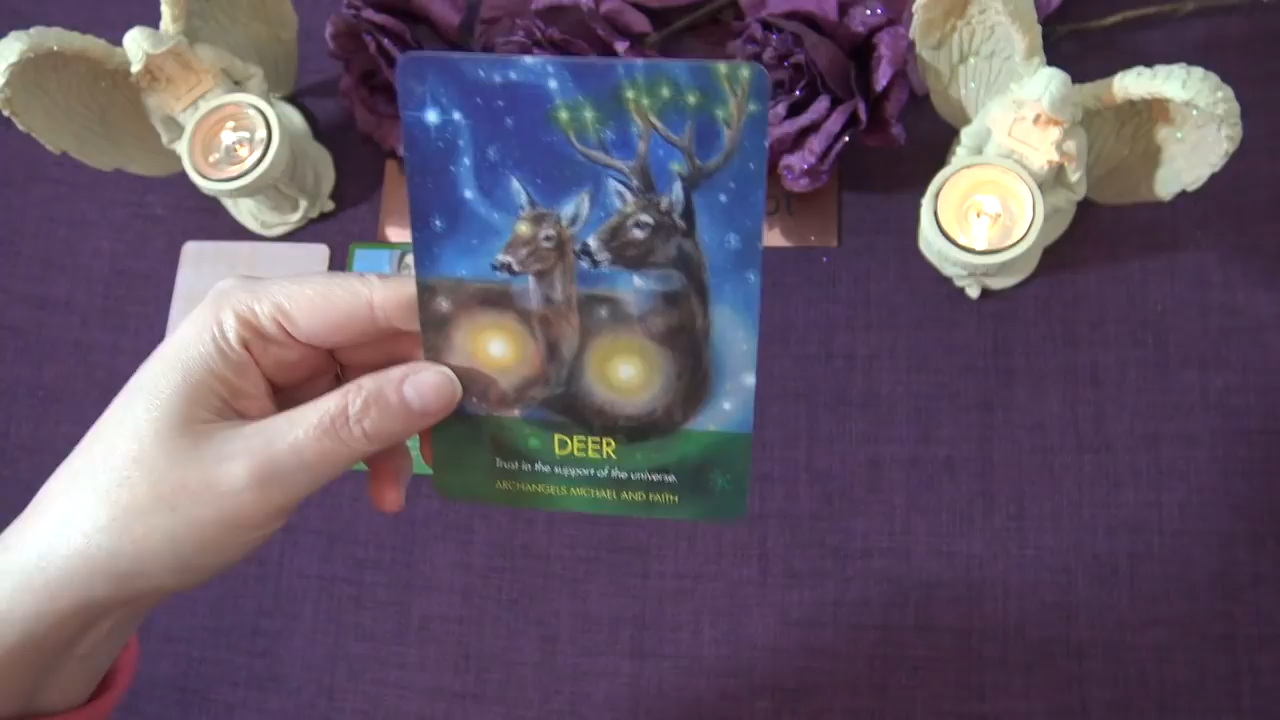 DEER
Trust in the support of the universe.
ARCHANGELS MICHAEL AND FAITH